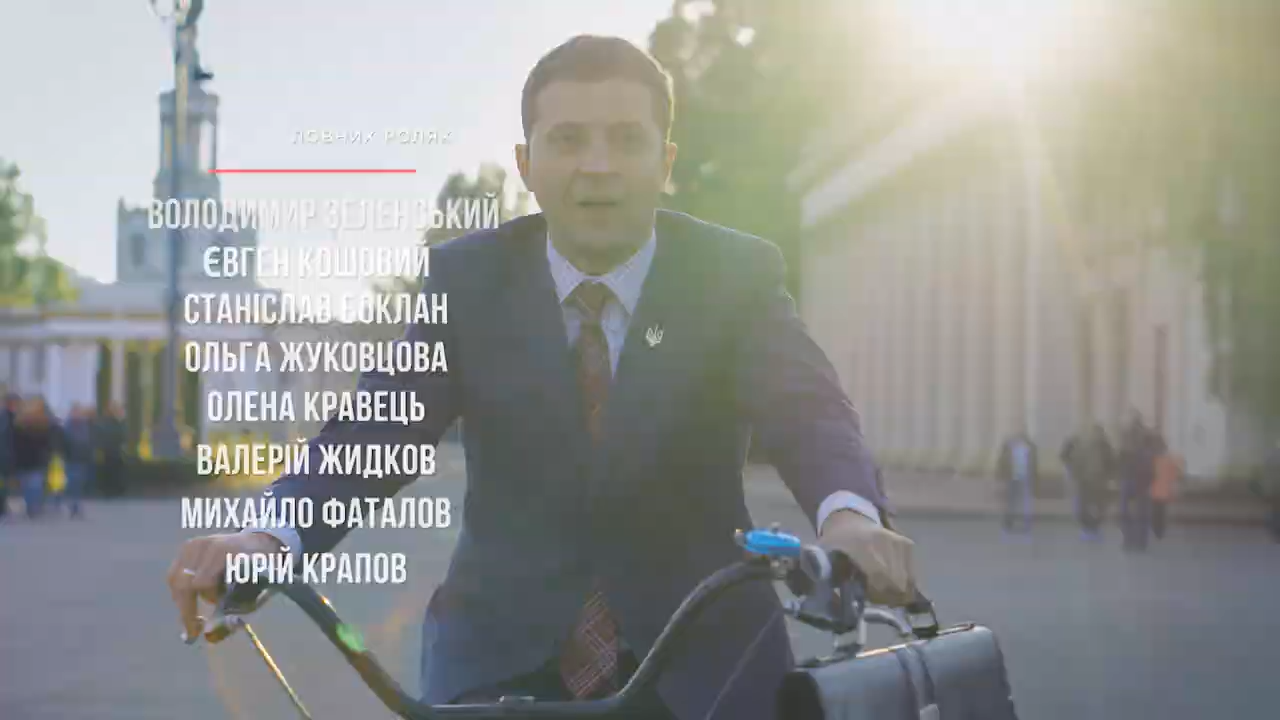 ЛОВНИХ РОЛЯХ
ВОЛОДИМИР ЗЕЛЕНСЬКИЙ
ЄВГЕН КОШОВИЙ
СТАНІСЛАВ БОКЛАН
ОЛЬГА ЖУКОВЦОВА
ОЛЕНА КРАВЕЦЬ
ВАЛЕРІЙ ЖИДКОВ
МИХАЙЛО ФАТАЛОВ
ЮРІЙ КРАПОВ